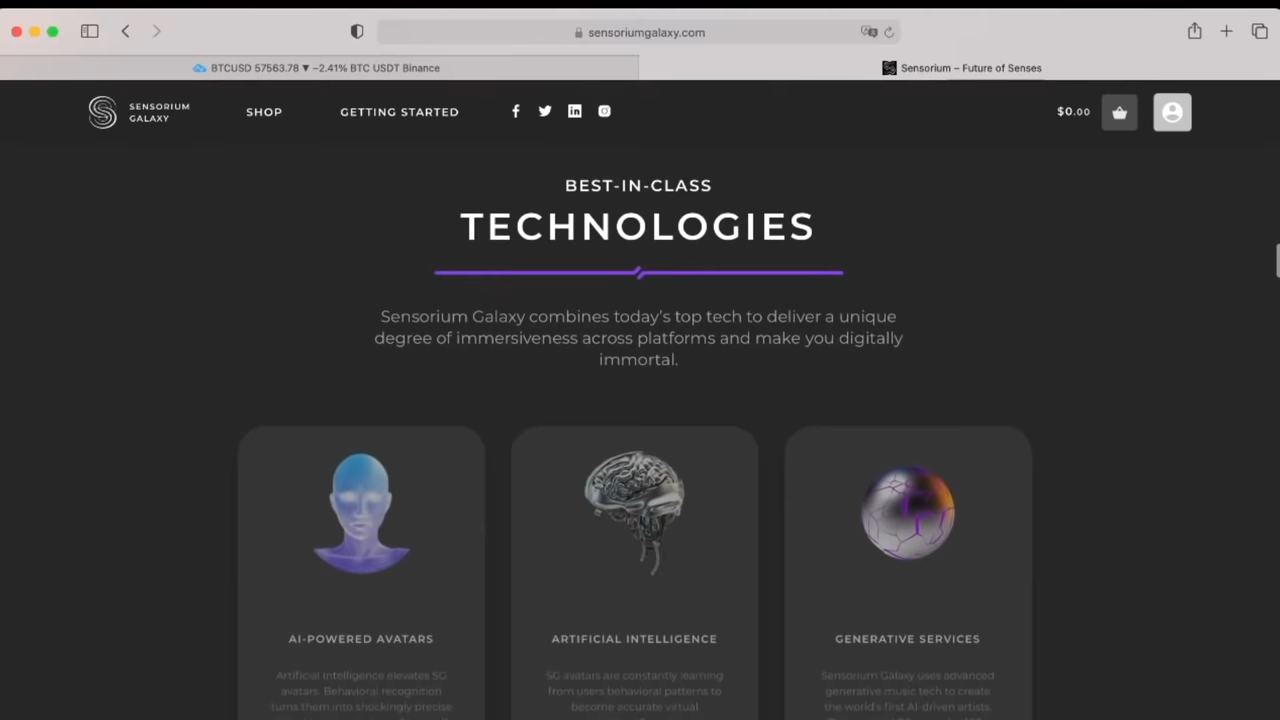 sensoriumgalaxy.com
BTCUSD 57563.78 ▼ −2.41% BTC USDT Binance
Sensorium – Future of Senses
SENSORIUM
GALAXY
SHOP
GETTING STARTED
$0.00
BEST-IN-CLASS
TECHNOLOGIES
Sensorium Galaxy combines today's top tech to deliver a unique
degree of immersiveness across platforms and make you digitally
immortal.
AI-POWERED AVATARS
ARTIFICIAL INTELLIGENCE
GENERATIVE SERVICES
Artificial Intelligence elevates SG
avatars. Behavioral recognition
turns them into shockingly precise
SG avatars are constantly learning
from users behavioral patterns to
become accurate virtual
Sensorium Galaxy uses advanced
generative music tech to create
the world's first AI-driven artists.